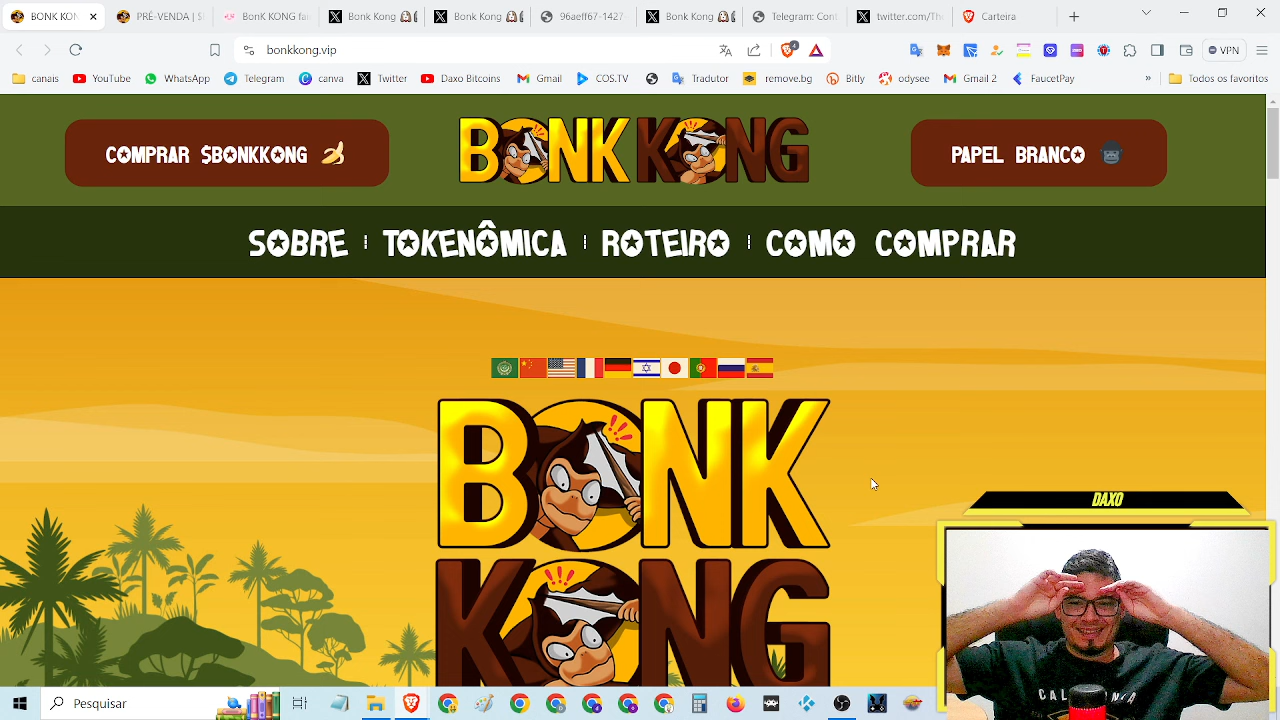 BONK KON
PRÉ-VENDA | $
BonK KONG fa
Bonk Kong
Bonk Kong
96aeff67-1427-
Bonk Kong
Telegram: Cont
twitter.com/Th
Carteira
bonkkong.vip
4
VPN
canais
YouTube
WhatsApp
Telegram
canva
Twitter
Daxo Bitcoins
Gmail
COS.TV
Tradutor
remove.bg
Bitly
odysee
Gmail 2
FaucetPay
»
Todos os favoritos
COMPRAR $BONKKONG
BONK KONG
PAPEL BRANCO
SOBRE
TOKENÔMICA
ROTEIRO
COMO COMPRAR
BONK
KONG
DAXO
Pesquisar